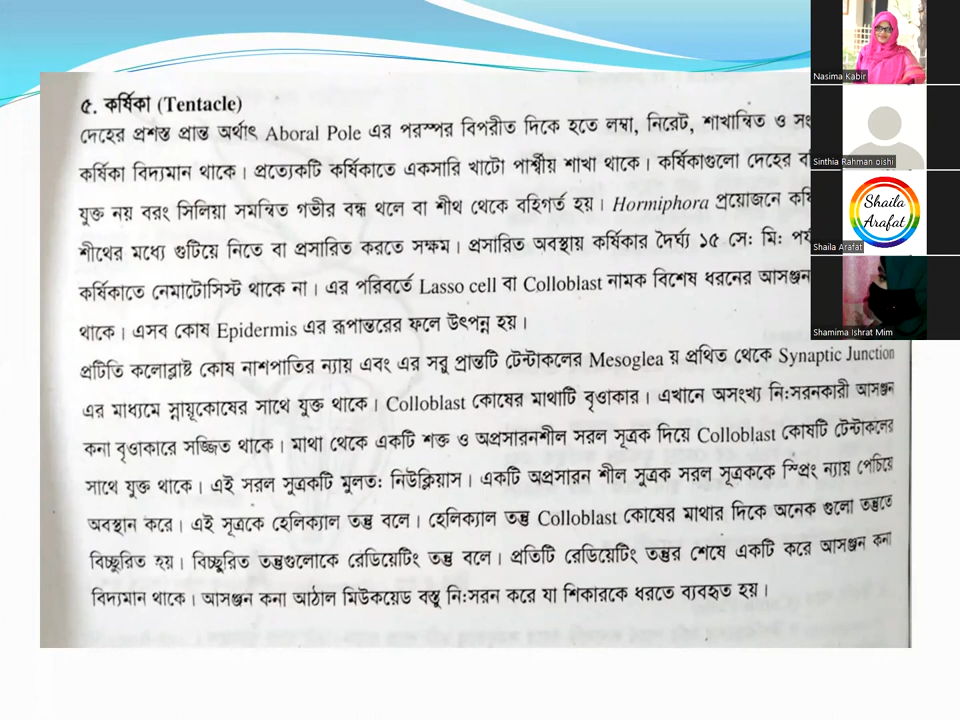 ৫. কর্ষিকা (Tentacle)
দেহের প্রশস্ত প্রান্ত অর্থাৎ Aboral Pole এর পরস্পর বিপরীত দিকে হতে লম্বা, নিরেট, শাখান্বিত ও
কর্ষিকা বিদ্যমান থাকে। প্রত্যেকটি কর্ষিকাতে একসারি খাটো পার্শ্বীয় শাখা থাকে। কর্ষিকাগুলো দেহের
যুক্ত নয় বরং সিলিয়া সমন্বিত গভীর বদ্ধ থলে বা শীথ থেকে বহির্গত হয়। Hormiphora প্রয়োজনে
শীথের মধ্যে গুটিয়ে নিতে বা প্রসারিত করতে সক্ষম। প্রসারিত অবস্থায় কর্ষিকার দৈর্ঘ্য ১৫ সে: মি:
কর্ষিকাতে নেমাটোসিস্ট থাকে না। এর পরিবর্তে Lasso cell বা Colloblast নামক বিশেষ ধরনের আসঞ্জন
থাকে। এসব কোষ Epidermis এর রূপান্তরের ফলে উৎপন্ন হয়।
প্রটিতি কলোব্লাষ্ট কোষ নাশপাতির ন্যায় এবং এর সরু প্রান্তটি টেন্টাকলের Mesoglea য় প্রথিত থেকে Synaptic Junction
এর মাধ্যমে স্নায়ূকোষের সাথে যুক্ত থাকে। Colloblast কোষের মাথাটি বৃত্তাকার। এখানে অসংখ্য নি:সরনকারী আসঞ্জন
কনা বৃত্তাকারে সজ্জিত থাকে। মাথা থেকে একটি শক্ত ও অপ্রসারনশীল সরল সূত্রক দিয়ে Colloblast কোষটি টেন্টাকলের
সাথে যুক্ত থাকে। এই সরল সুত্রকটি মুলত: নিউক্লিয়াস। একটি অপ্রসারন শীল সুত্রক সরল সূত্রককে স্প্রিং ন্যায় পেচিয়ে
অবস্থান করে। এই সূত্রকে হেলিক্যাল তন্তু বলে। হেলিক্যাল তন্তু Colloblast কোষের মাথার দিকে অনেক গুলো তন্তুতে
বিচ্ছুরিত হয়। বিচ্ছুরিত তন্তুগুলোকে রেডিয়েটিং তন্তু বলে। প্রতিটি রেডিয়েটিং তন্তুর শেষে একটি করে আসঞ্জন কনা
বিদ্যমান থাকে। আসঞ্জন কনা আঠাল মিউকয়েড বস্তু নি:সরন করে যা শিকারকে ধরতে ব্যবহৃত হয়।
Nasima Kabir
Sinthia Rahman oishi
Shaila
Arafat
Shaila Arafat
Shamima Ishrat Mim